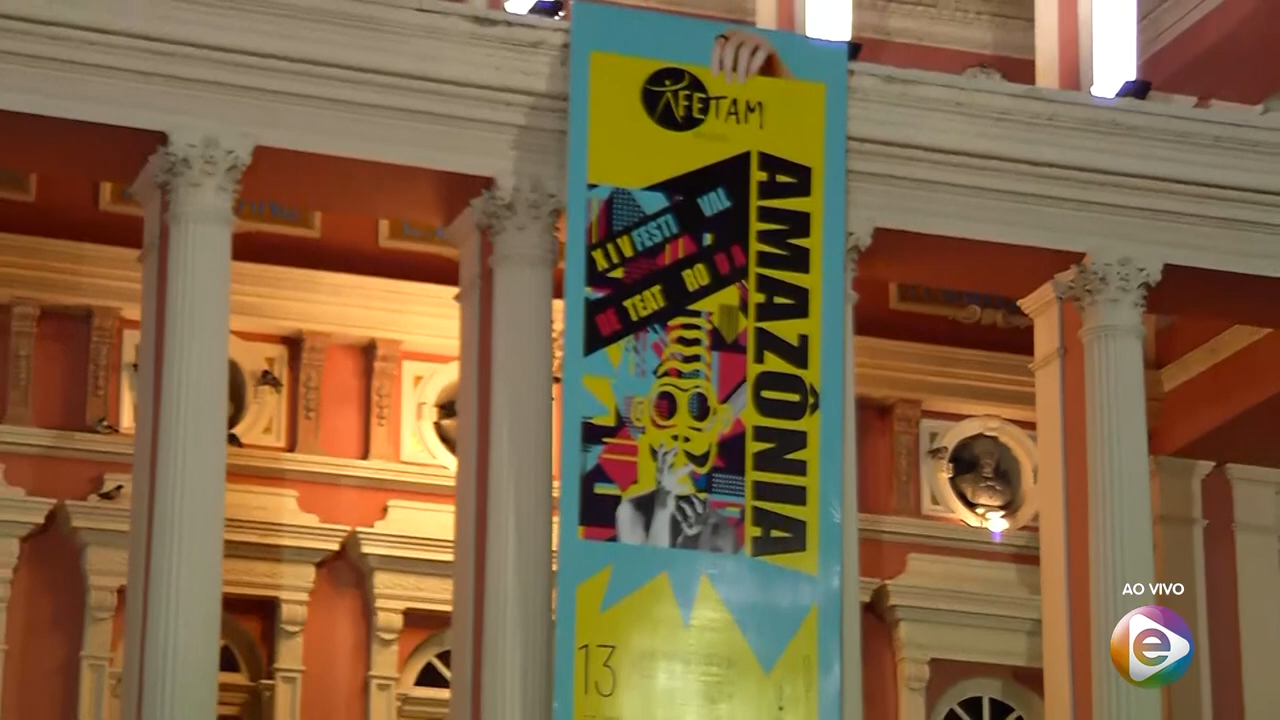 FETAM
XIV FESTIVAL
DE TEATRO DA
AMAZÔNIA
13
AO VIVO
e